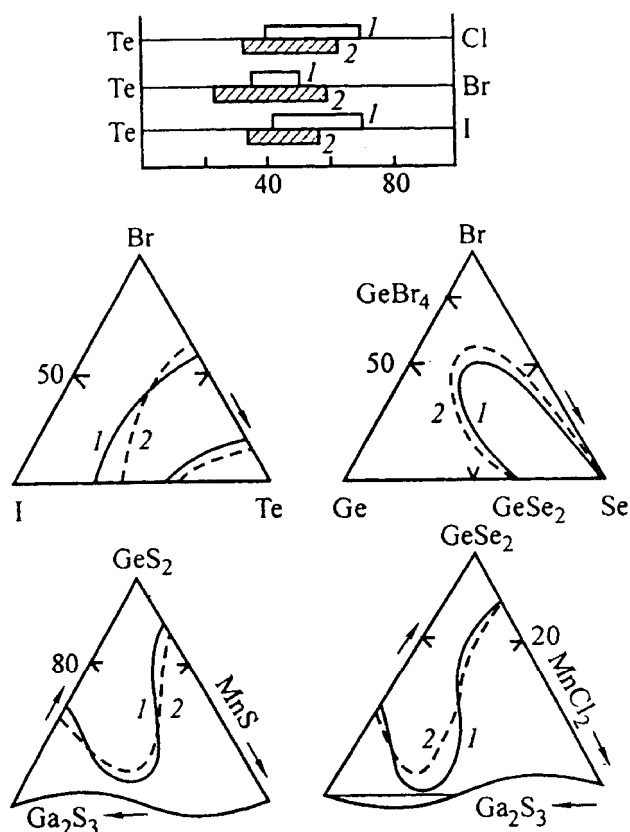 Te 1 Cl
2
Te 1 Br
2
Te 1 I
2
40 80
Br
50
1 2
I Te
Br
GeBr₄
50
2 1
Ge GeSe₂ Se
GeS₂
80
1 2
MnS
Ga₂S₃
GeSe₂
20
MnCl₂
2 1
Ga₂S₃